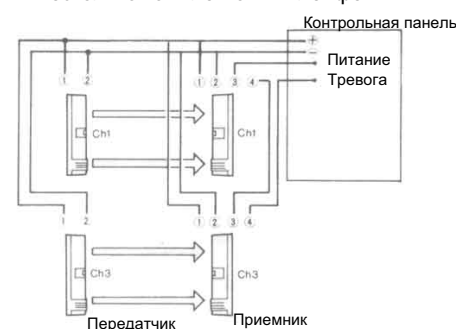 Контрольная панель
+
−
Питание
Тревога
1 2 1 2 3 4
Ch1 Ch1
1 2 1 2 3 4
Ch3 Ch3
Передатчик Приемник